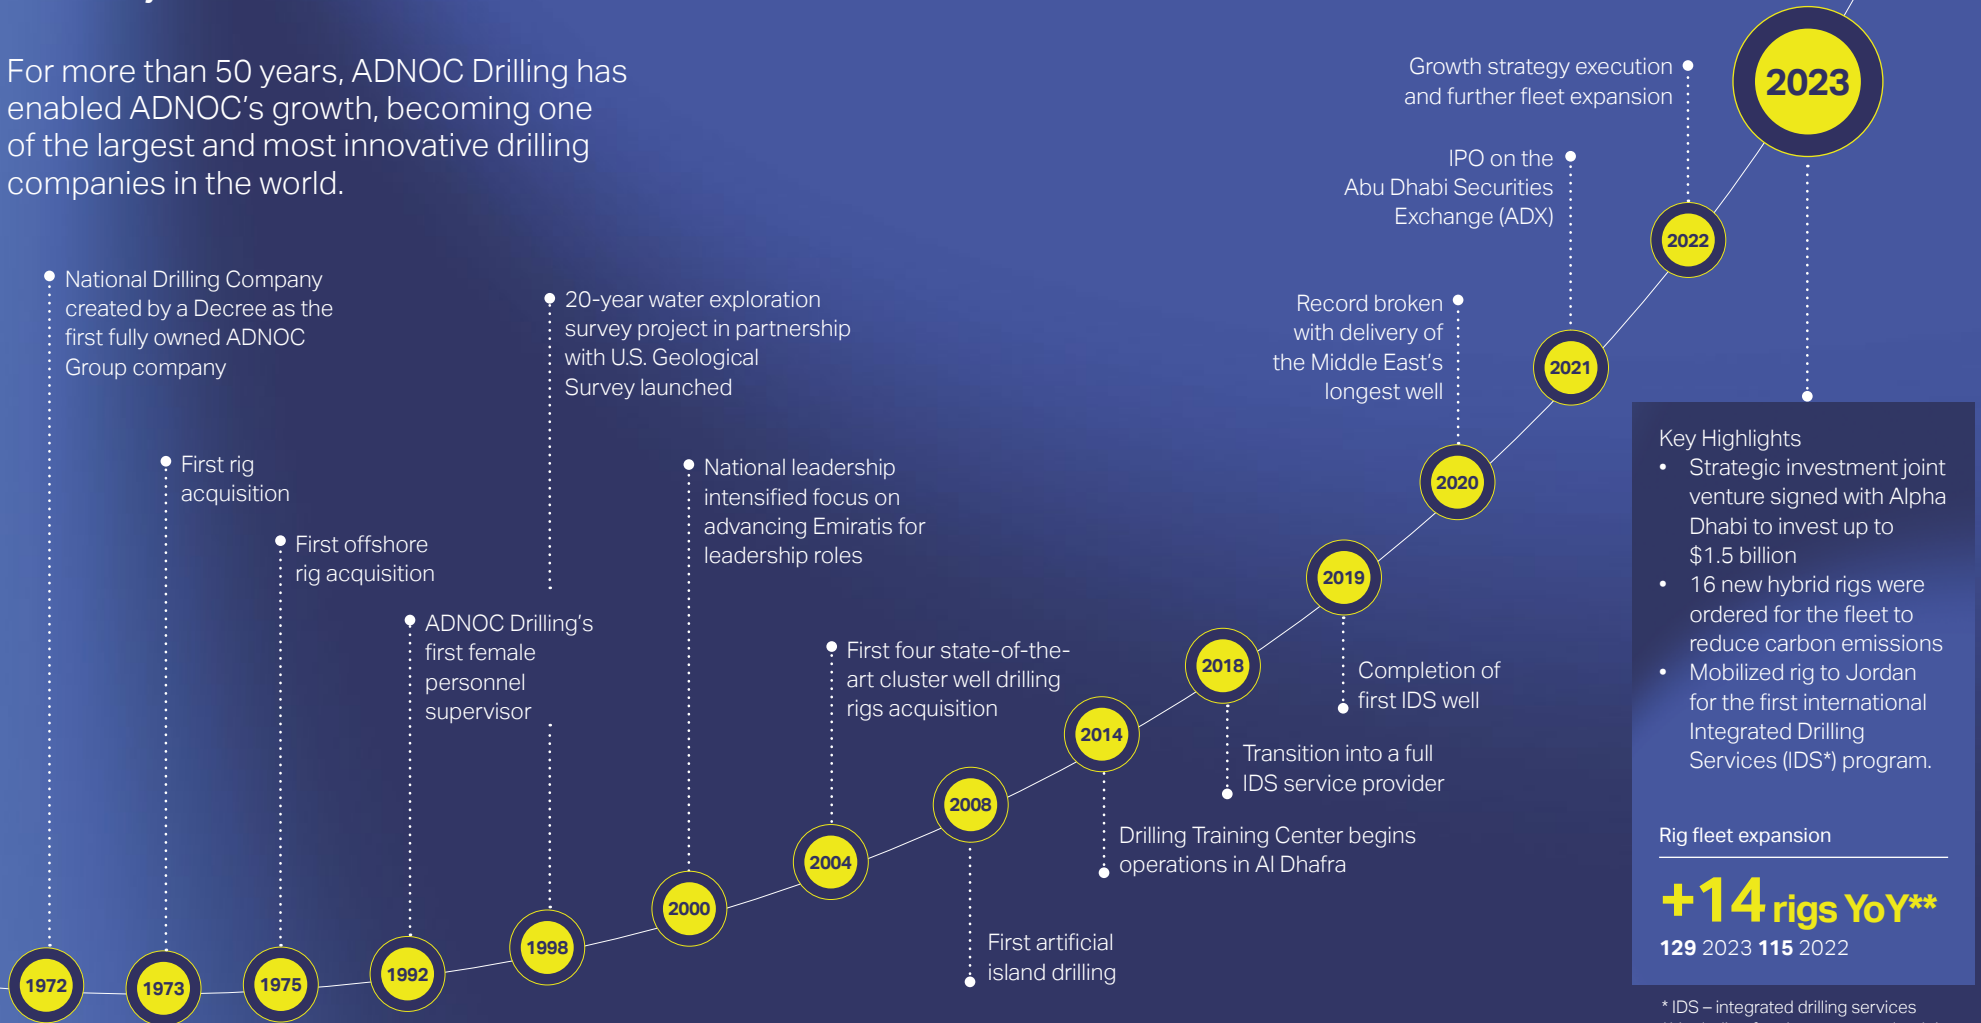 For more than 50 years, ADNOC Drilling has
enabled ADNOC's growth, becoming one
of the largest and most innovative drilling
companies in the world.
National Drilling Company
created by a Decree as the
first fully owned ADNOC
Group company
1972
First rig
acquisition
1973
First offshore
rig acquisition
1975
ADNOC Drilling's
first female
personnel
supervisor
1992
20-year water exploration
survey project in partnership
with U.S. Geological
Survey launched
1998
National leadership
intensified focus on
advancing Emiratis for
leadership roles
2000
First four state-of-the-
art cluster well drilling
rigs acquisition
2004
2008
First artificial
island drilling
2014
Drilling Training Center begins
operations in Al Dhafra
2018
Transition into a full
IDS service provider
2019
Completion of
first IDS well
Record broken
with delivery of
the Middle East's
longest well
2020
IPO on the
Abu Dhabi Securities
Exchange (ADX)
2021
Growth strategy execution
and further fleet expansion
2022
2023
Key Highlights
• Strategic investment joint
venture signed with Alpha
Dhabi to invest up to
$1.5 billion
• 16 new hybrid rigs were
ordered for the fleet to
reduce carbon emissions
• Mobilized rig to Jordan
for the first international
Integrated Drilling
Services (IDS*) program.
Rig fleet expansion
+14 rigs YoY**
129 2023 115 2022
* IDS – integrated drilling services